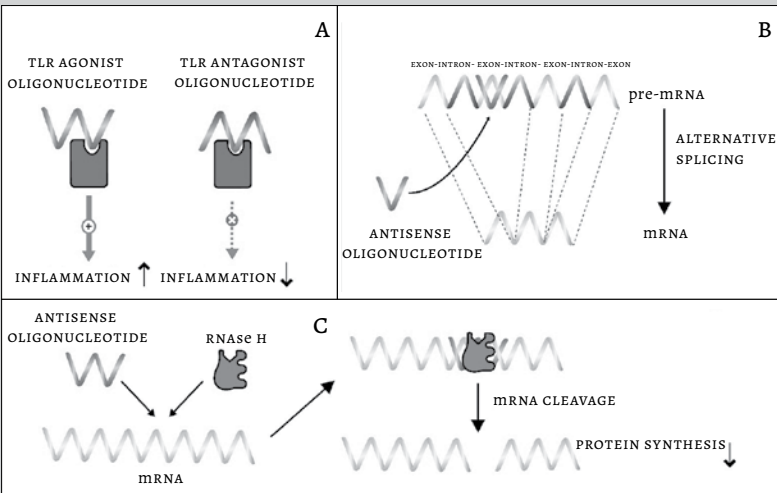 A
TLR AGONIST
OLIGONUCLEOTIDE
TLR ANTAGONIST
OLIGONUCLEOTIDE
INFLAMMATION
INFLAMMATION
B
EXON-INTRON- EXON-INTRON- EXON-INTRON-EXON
pre-mRNA
ALTERNATIVE
SPLICING
ANTISENSE
OLIGONUCLEOTIDE
mRNA
C
ANTISENSE
OLIGONUCLEOTIDE
RNAse H
mRNA
mRNA CLEAVAGE
PROTEIN SYNTHESIS